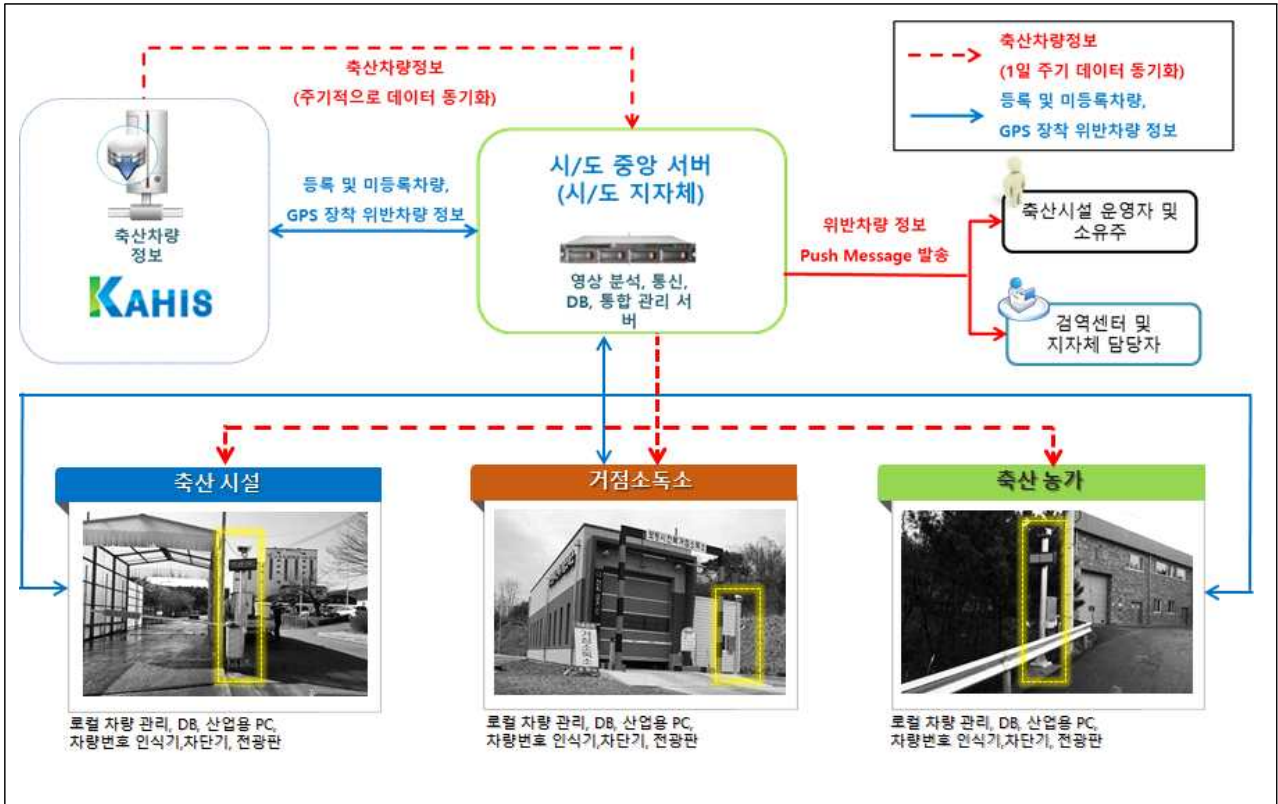 축산차량정보
(주기적으로 데이터 동기화)
축산차량정보
(1일 주기 데이터 동기화)
등록 및 미등록차량,
GPS 장착 위반차량 정보
축산차량
정보
KAHIS
등록 및 미등록차량,
GPS 장착 위반차량 정보
시/도 중앙 서버
(시/도 지자체)
영상 분석, 통신,
DB, 통합 관리 서
버
위반차량 정보
Push Message 발송
축산시설 운영자 및
소유주
검역센터 및
지자체 담당자
축산 시설
거점소독소
축산 농가
거점소독소
로컬 차량 관리, DB, 산업용 PC,
차량번호 인식기,차단기, 전광판
로컬 차량 관리, DB, 산업용 PC,
차량번호 인식기,차단기, 전광판
로컬 차량 관리, DB, 산업용 PC,
차량번호 인식기,차단기, 전광판